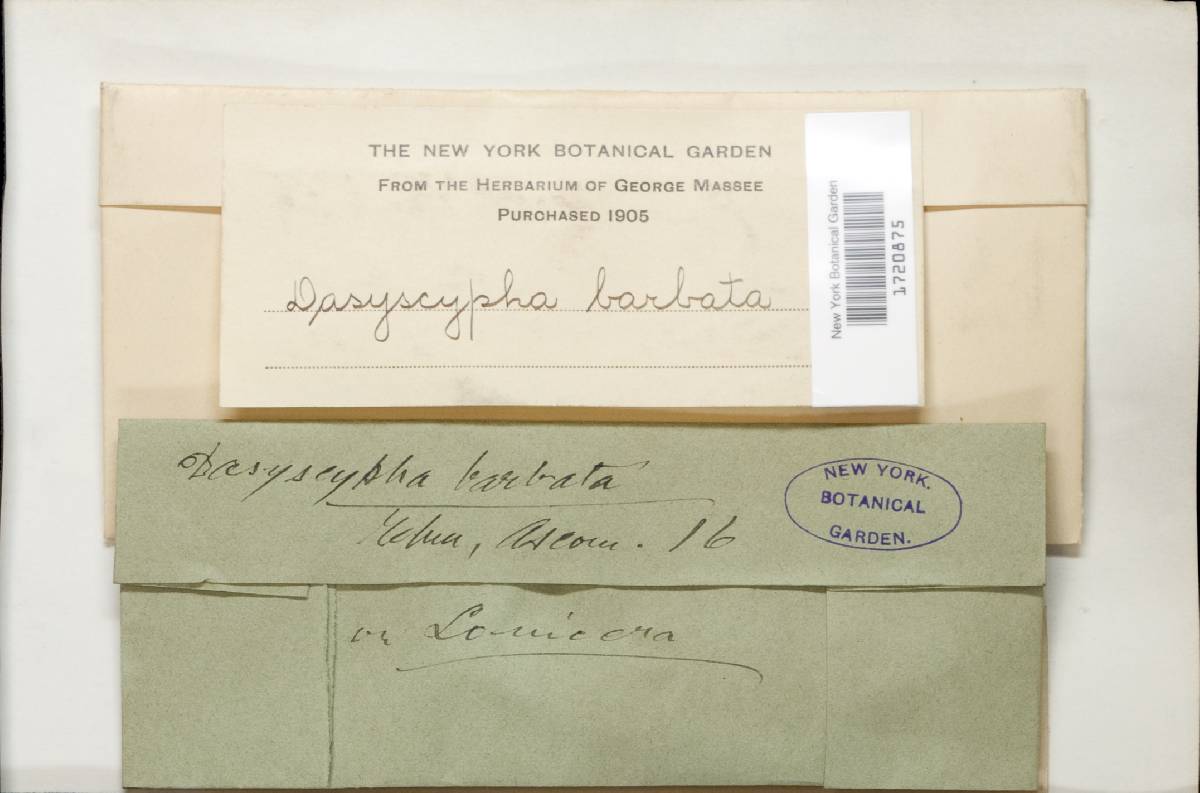 THE NEW YORK BOTANICAL GARDEN
FROM THE HERBARIUM OF GEORGE MASSEE
PURCHASED 1905
Dasyscypha barbata
New York Botanical Garden
1720875
Dasyscypha barbata
Rehm, Ascom. 16
NEW YORK.
BOTANICAL
GARDEN.
on Lonicera